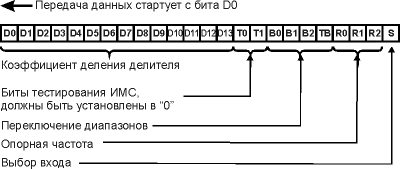 Передача данных стартует с бита D0
D0 D1 D2 D3 D4 D5 D6 D7 D8 D9 D10 D11 D12 D13 T0 T1 B0 B1 B2 TB R0 R1 R2 S
Коэффициент деления делителя
Биты тестирования ИМС,
должны быть установлены в “0”
Переключение диапазонов
Опорная частота
Выбор входа